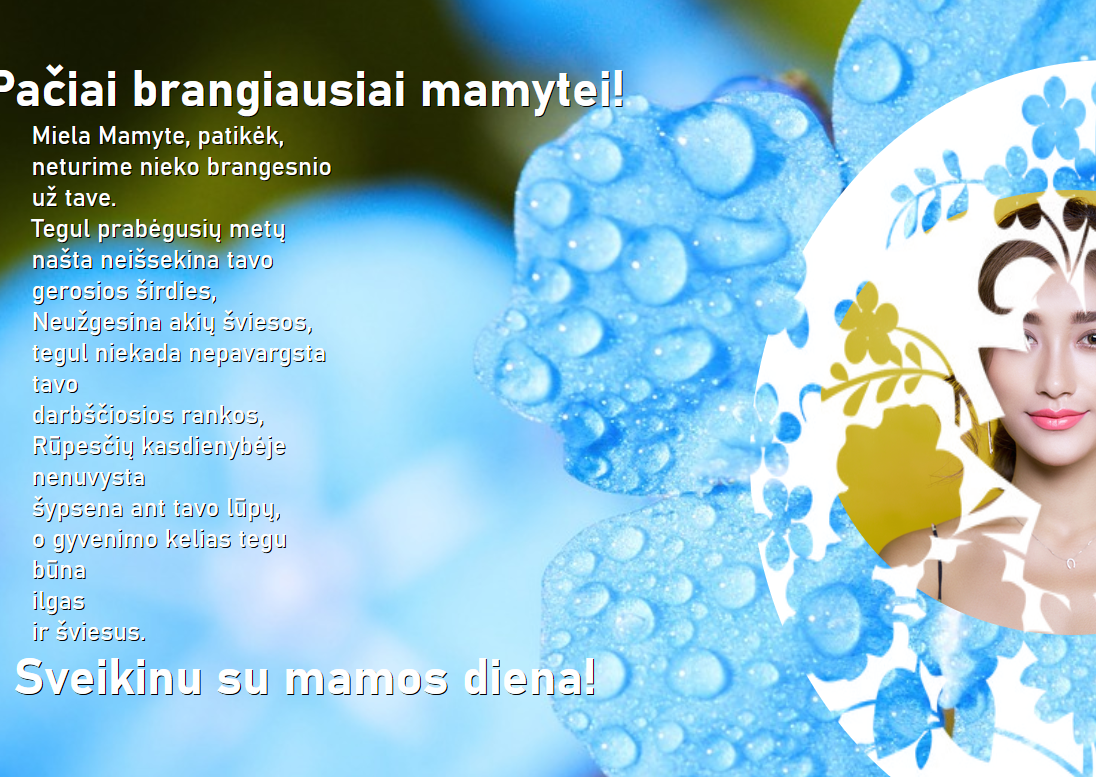 Pačiai brangiausiai mamytei!
Miela Mamyte, patikėk,
neturime nieko brangesnio
už tave.
Tegul prabėgusių metų
našta neišsekina tavo
gerosios širdies,
Neužgesina akių šviesos,
tegul niekada nepavargsta
tavo
darbščiosios rankos,
Rūpesčių kasdienybėje
nenuvysta
šypsena ant tavo lūpų,
o gyvenimo kelias tegu
būna
ilgas
ir šviesus.
Sveikinu su mamos diena!